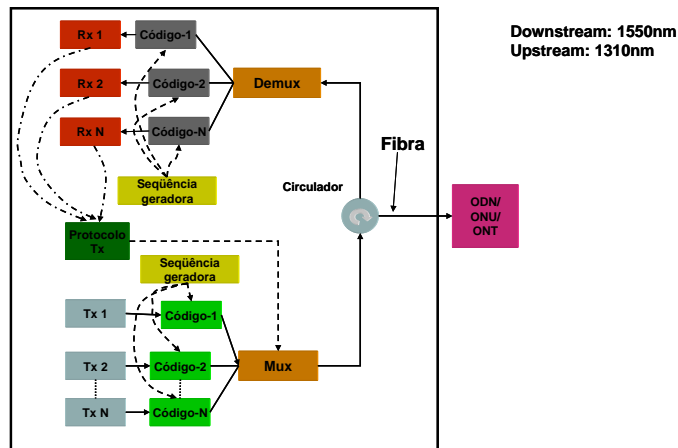 Downstream: 1550nm
Upstream: 1310nm
Rx 1
Código-1
Rx 2
Código-2
Demux
Rx N
Código-N
Fibra
Seqüência
geradora
Circulador
ODN/
ONU/
ONT
Protocolo
Tx
Seqüência
geradora
Tx 1
Código-1
Tx 2
Código-2
Mux
Tx N
Código-N